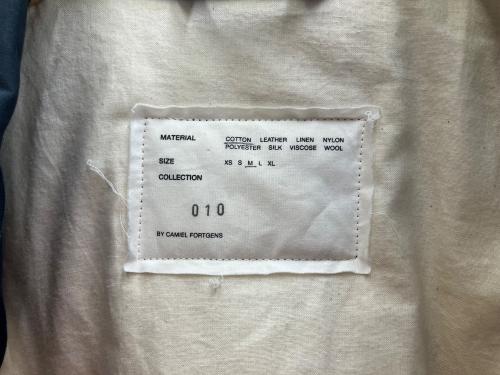 MATERIAL COTTON LEATHER LINEN NYLON
POLYESTER SILK VISCOSE WOOL
SIZE XS S M L XL
COLLECTION
010
BY CAMIEL FORTGENS